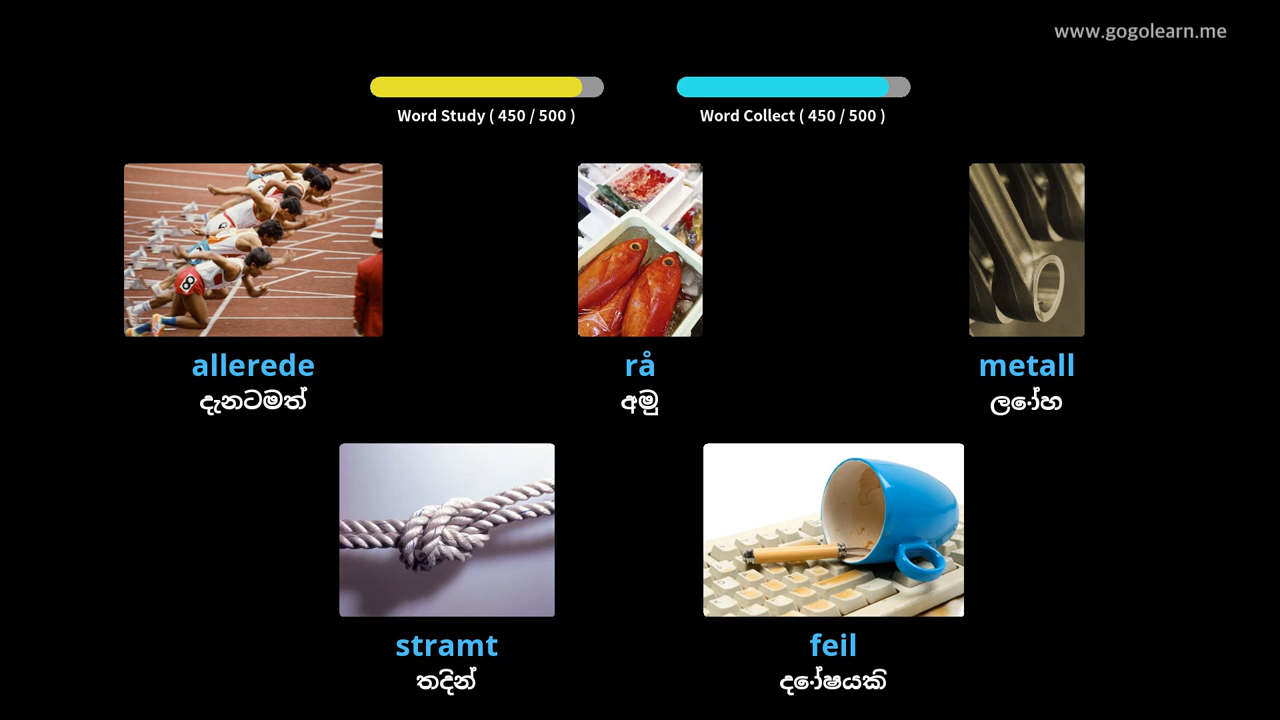 www.gogolearn.me
Word Study ( 450 / 500 )
Word Collect ( 450 / 500 )
allerede
දැනටමත්
rå
අමු
metall
ලෝහ
stramt
තදින්
feil
දෝෂයකි
8